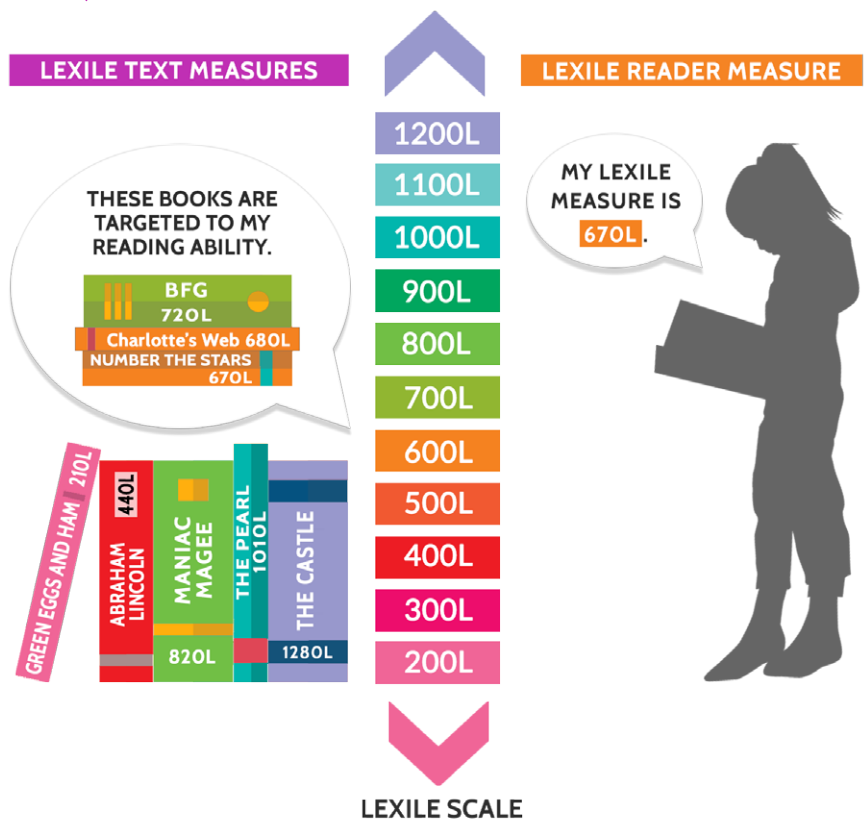 LEXILE TEXT MEASURES
THESE BOOKS ARE
TARGETED TO MY
READING ABILITY.
BFG
720L
Charlotte's Web 680L
NUMBER THE STARS
670L
GREEN EGGS AND HAM 210L
ABRAHAM
LINCOLN
440L
MANIAC
MAGEE
820L
THE PEARL
1010L
THE CASTLE
1280L
1200L
1100L
1000L
900L
800L
700L
600L
500L
400L
300L
200L
LEXILE SCALE
LEXILE READER MEASURE
MY LEXILE
MEASURE IS
670L.